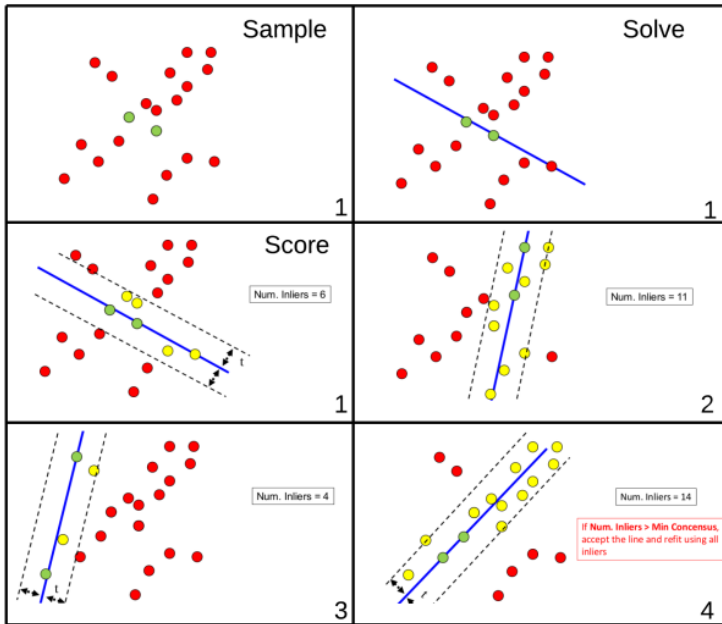 Sample
1
Solve
1
Score
Num. Inliers = 6
t
1
Num. Inliers = 11
2
Num. Inliers = 4
t
3
Num. Inliers = 14
If Num. Inliers > Min Concensus,
accept the line and refit using all
inliers
4